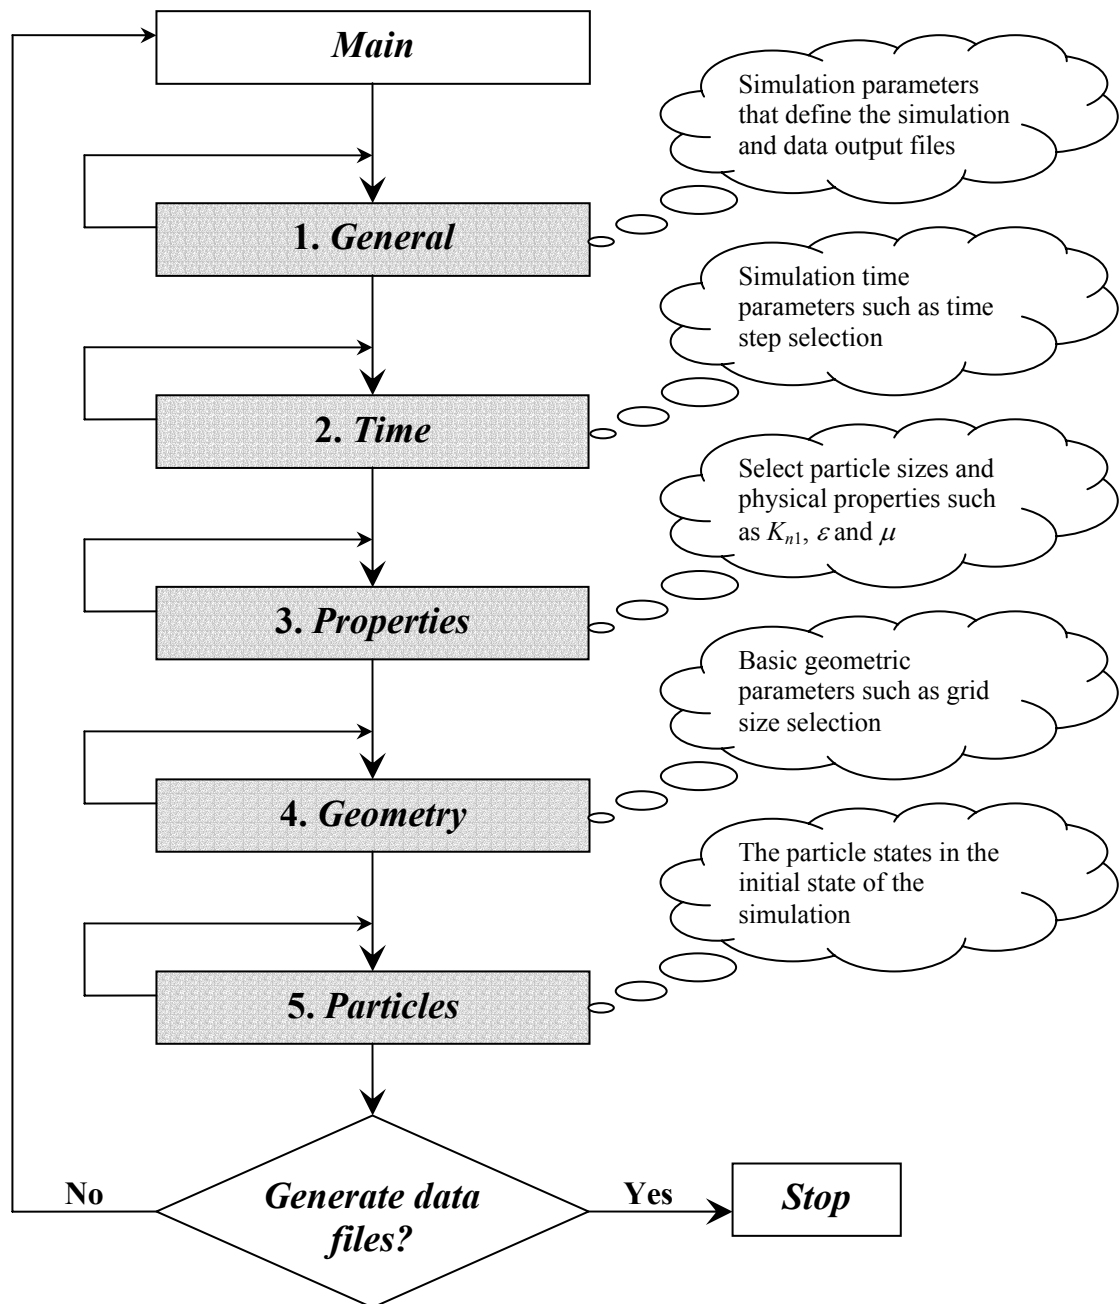 Main
Simulation parameters
that define the simulation
and data output files
1. General
Simulation time
parameters such as time
step selection
2. Time
Select particle sizes and
physical properties such
as Kn1, ε and μ
3. Properties
Basic geometric
parameters such as grid
size selection
4. Geometry
The particle states in the
initial state of the
simulation
5. Particles
No
Generate data
files?
Yes
Stop